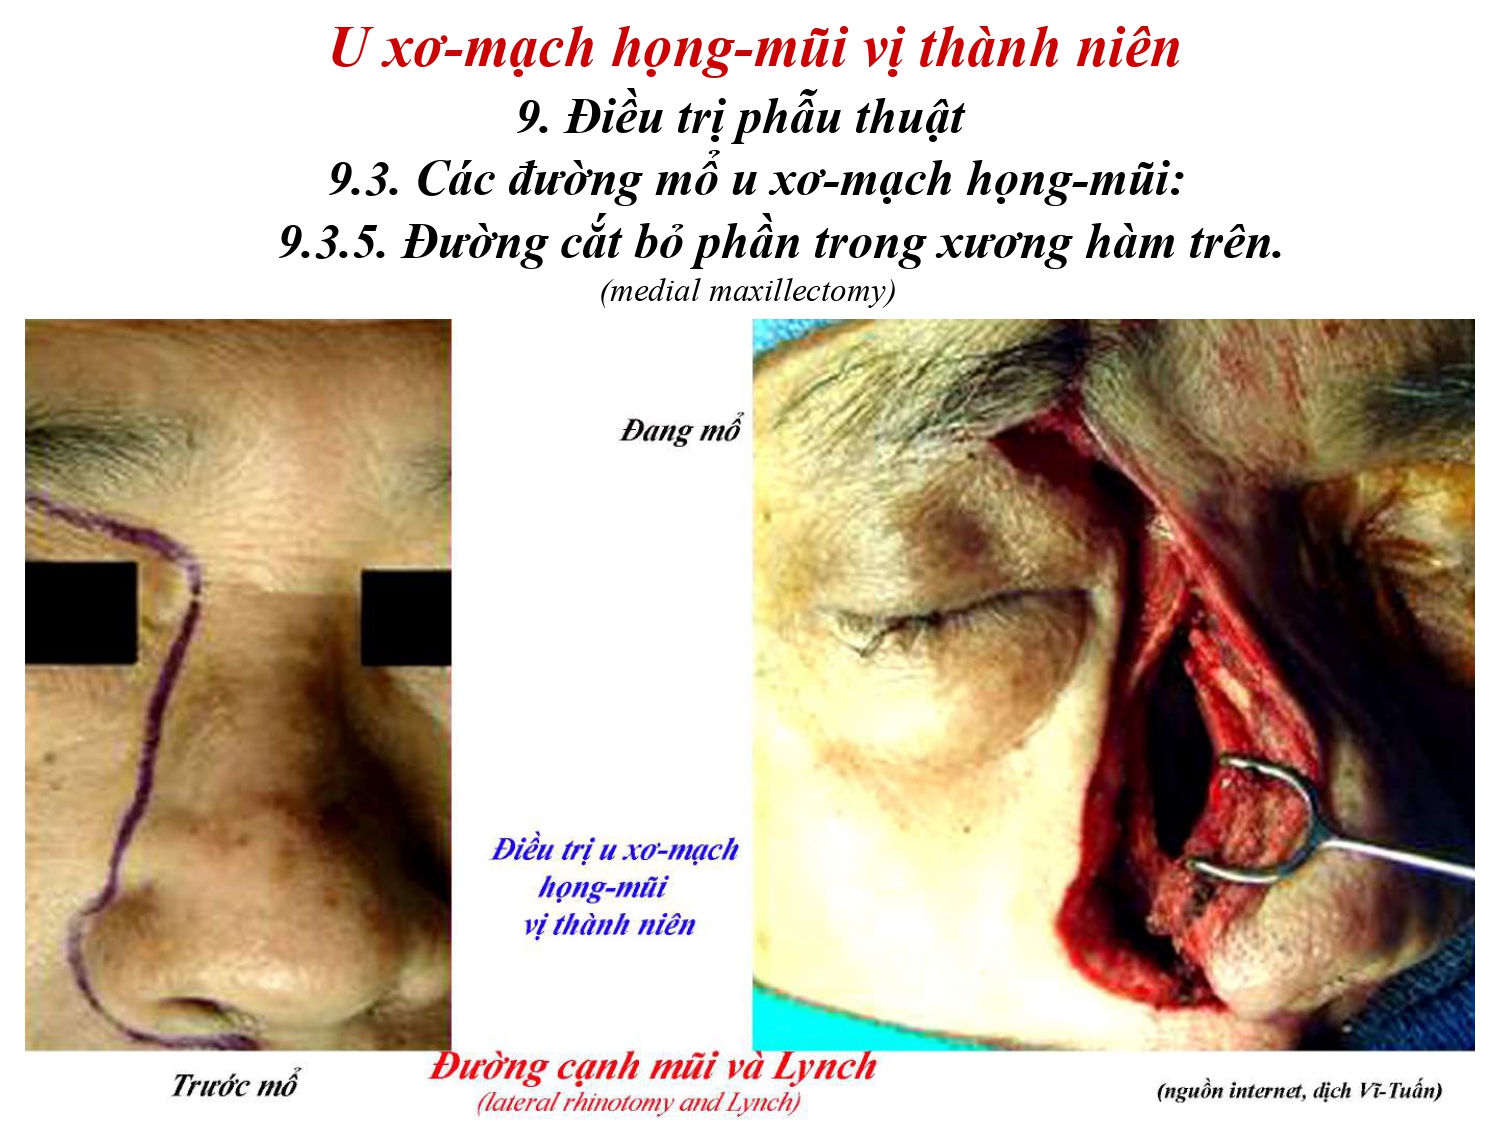 U xơ-mạch họng-mũi vị thành niên
9. Điều trị phẫu thuật
9.3. Các đường mổ u xơ-mạch họng-mũi:
9.3.5. Đường cắt bỏ phần trong xương hàm trên.
(medial maxillectomy)
Đang mổ
Điều trị u xơ-mạch
họng-mũi
vị thành niên
Đường cạnh mũi và Lynch
(lateral rhinotomy and Lynch)
Trước mổ
(nguồn internet, dịch Vĩ-Tuấn)